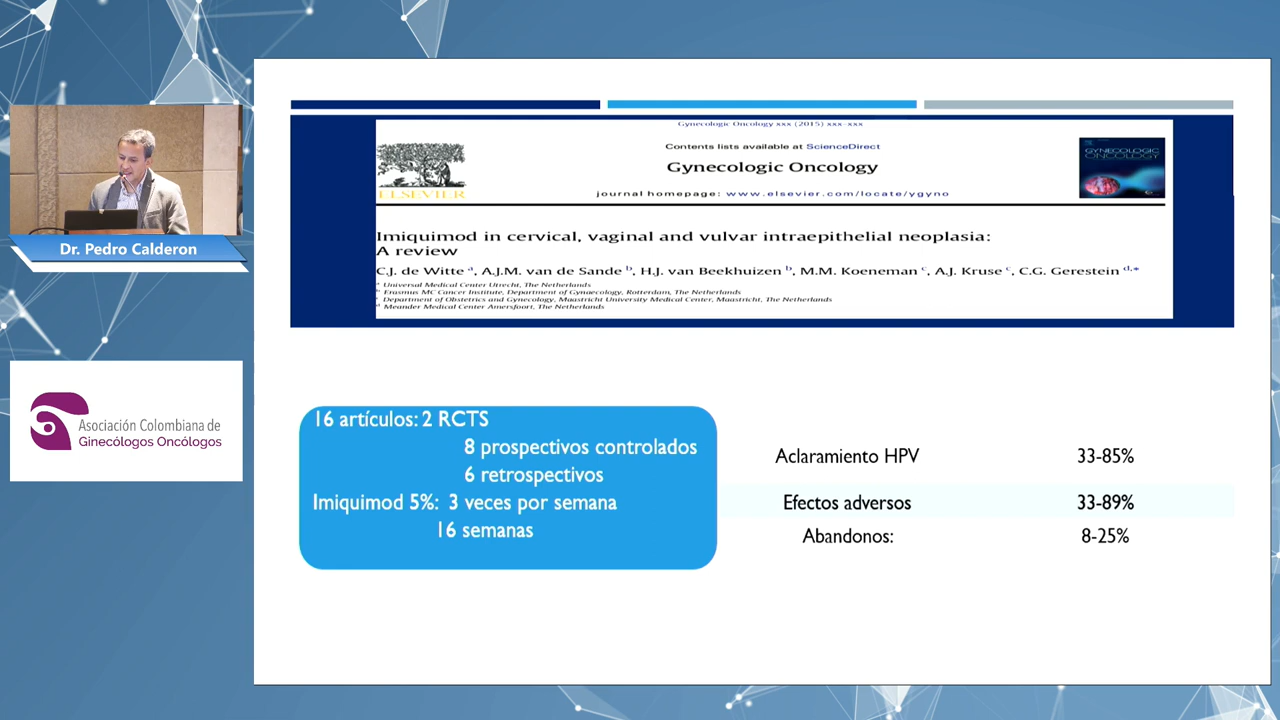 Dr. Pedro Calderon
Asociación Colombiana de
Ginecólogos Oncólogos
Gynecologic Oncology xxx (2015) xxx–xxx
Contents lists available at ScienceDirect
Gynecologic Oncology
journal homepage: www.elsevier.com/locate/ygyno
ELSEVIER
GYNECOLOGIC
ONCOLOGY
Imiquimod in cervical, vaginal and vulvar intraepithelial neoplasia:
A review
C.J. de Witte a, A.J.M. van de Sande b, H.J. van Beekhuizen b, M.M. Koeneman c, A.J. Kruse c, C.G. Gerestein d,*
a Universal Medical Center Utrecht, The Netherlands
b Erasmus MC Cancer Institute, Department of Gynaecology, Rotterdam, The Netherlands
c Department of Obstetrics and Gynecology, Maastricht University Medical Center, Maastricht, The Netherlands
d Meander Medical Center Amersfoort, The Netherlands
16 artículos: 2 RCTS
8 prospectivos controlados
6 retrospectivos
Imiquimod 5%: 3 veces por semana
16 semanas
Aclaramiento HPV 33-85%
Efectos adversos 33-89%
Abandonos: 8-25%